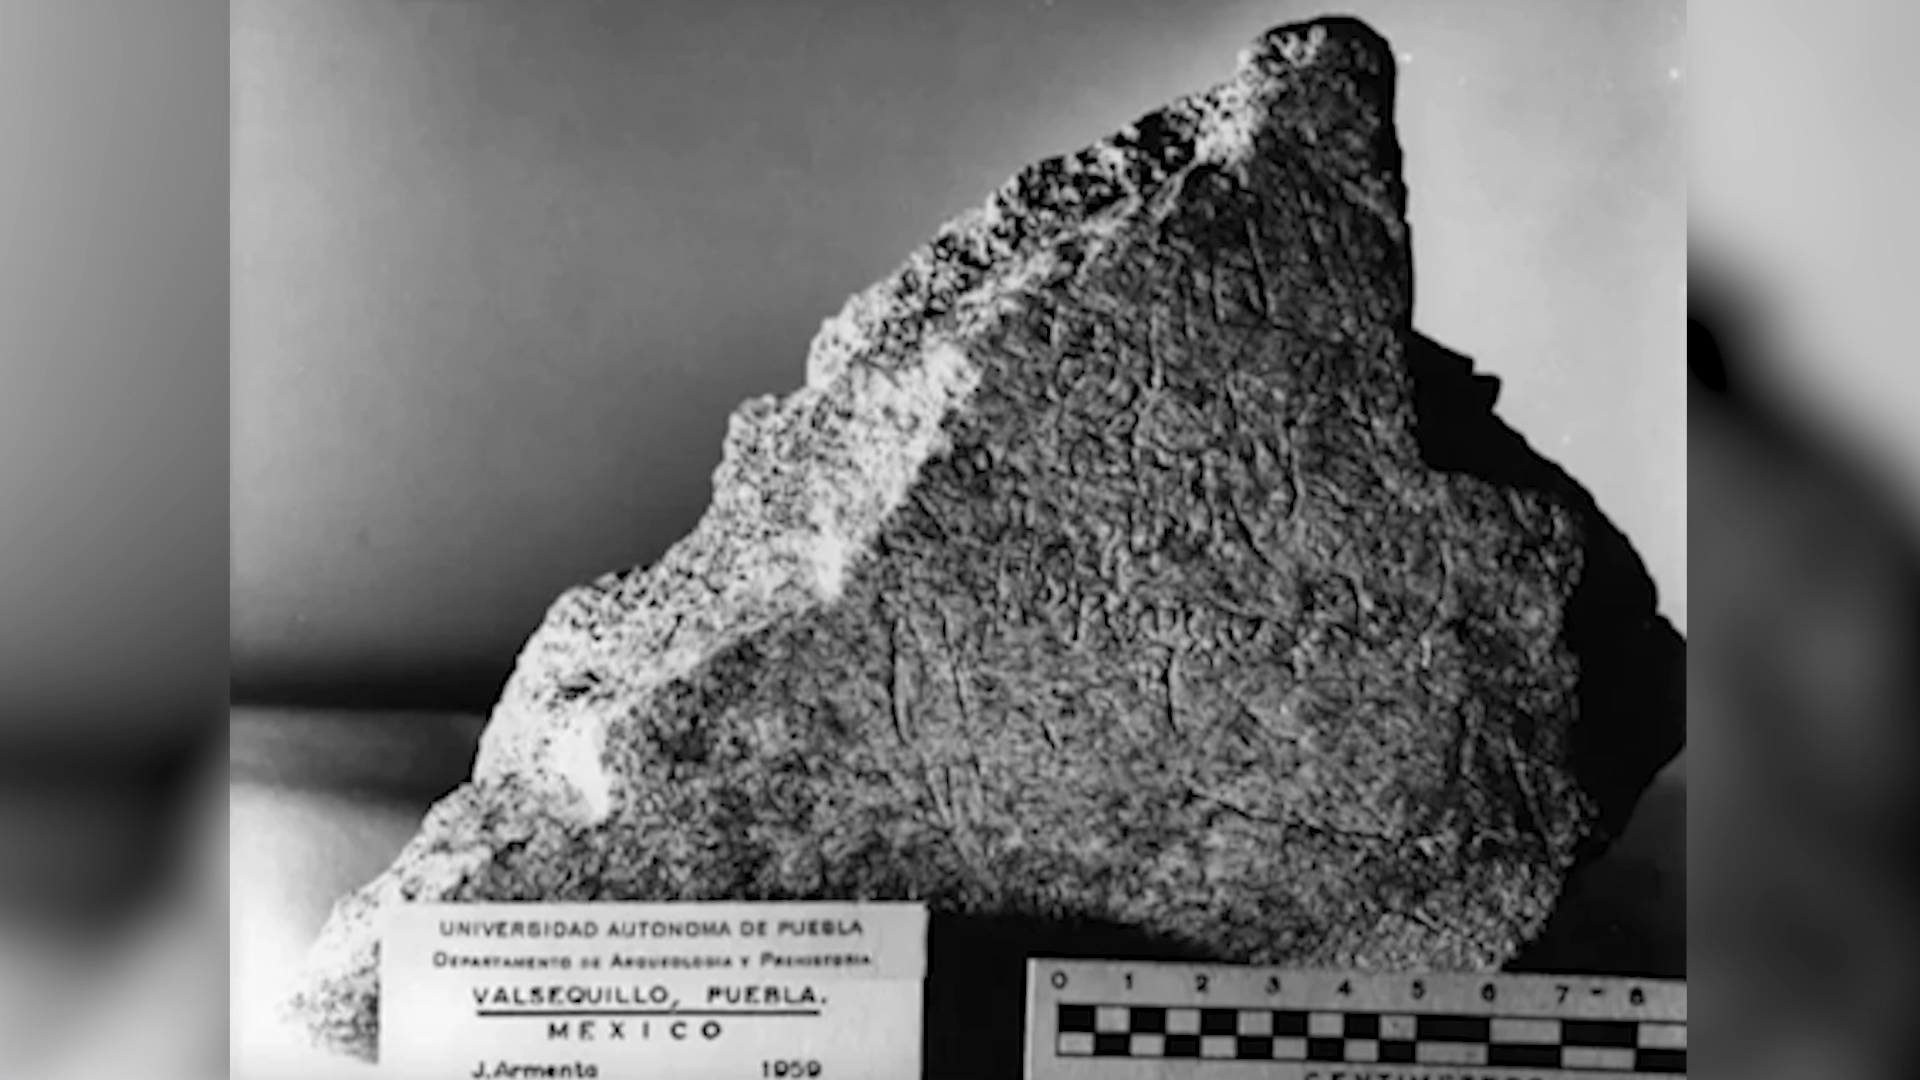 UNIVERSIDAD AUTONOMA DE PUEBLA
DEPARTAMENTO DE ARQUEOLOGIA Y PREHISTORIA
VALSEQUILLO, PUEBLA.
MEXICO
J. Armenta 1959
0 1 2 3 4 5 6 7 - 8
CENTIMETROS